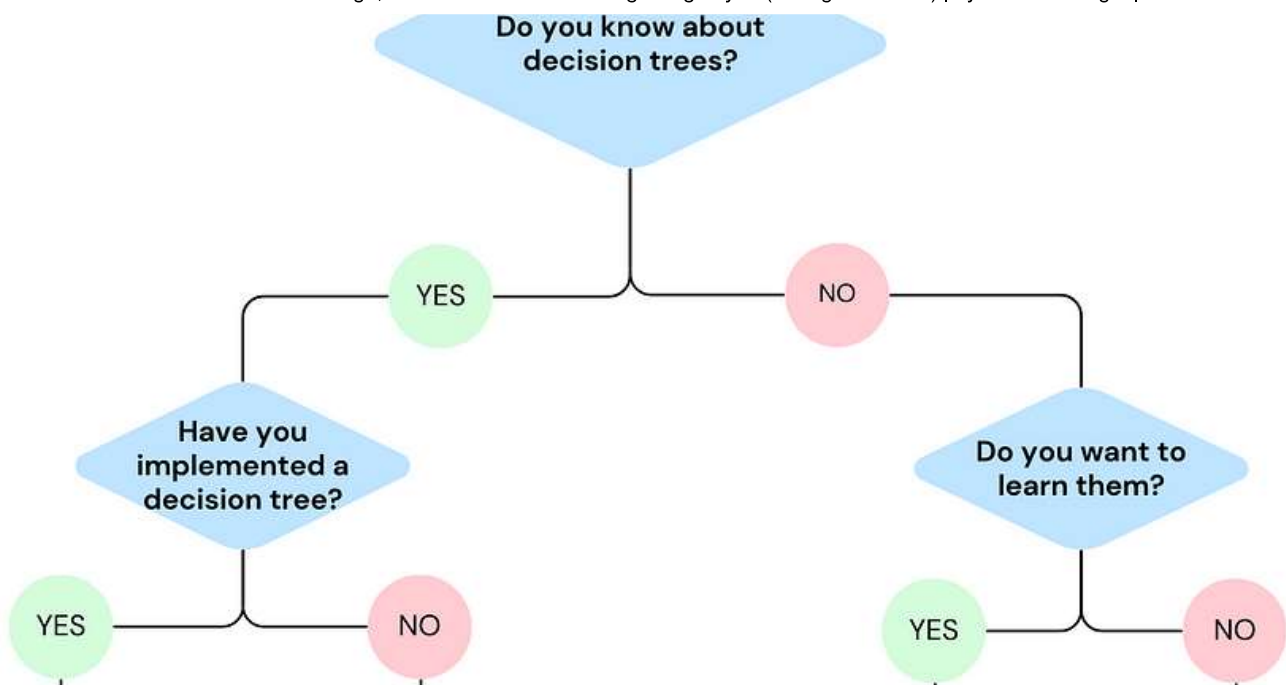 Do you know about
decision trees?
YES
NO
Have you
implemented a
decision tree?
Do you want to
learn them?
YES
NO
YES
NO